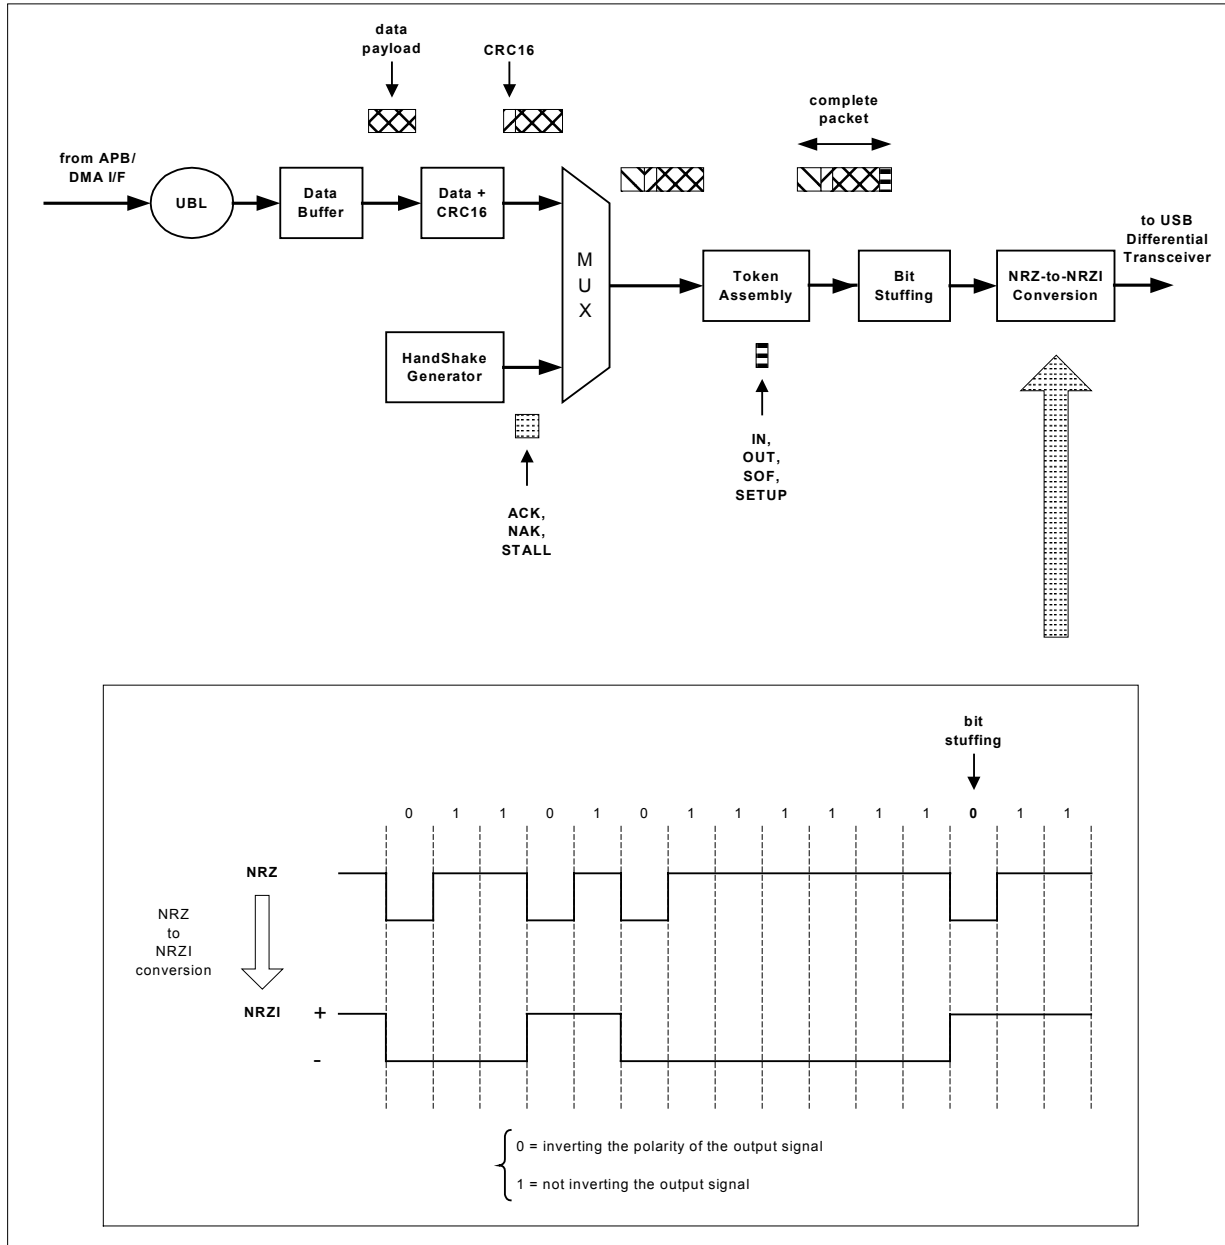 data
payload
CRC16
complete
packet
from APB/
DMA I/F
UBL
Data
Buffer
Data +
CRC16
M
U
X
Token
Assembly
Bit
Stuffing
NRZ-to-NRZI
Conversion
to USB
Differential
Transceiver
HandShake
Generator
ACK,
NAK,
STALL
IN,
OUT,
SOF,
SETUP
bit
stuffing
0 1 1 0 1 0 1 1 1 1 1 1 0 1 1
NRZ
NRZ
to
NRZI
conversion
NRZI +
-
0 = inverting the polarity of the output signal
1 = not inverting the output signal